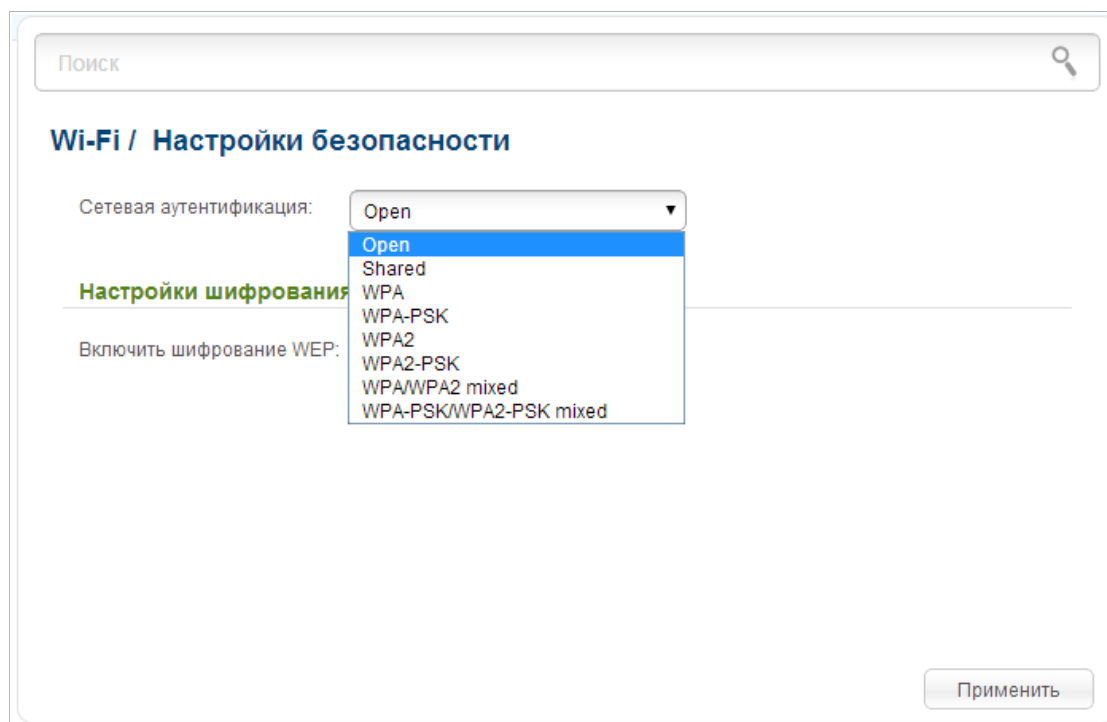 Поиск
Wi-Fi / Настройки безопасности
Сетевая аутентификация:
Open
Open
Shared
Настройки шифрования
WPA
WPA-PSK
WPA2
Включить шифрование WEP:
WPA2-PSK
WPA/WPA2 mixed
WPA-PSK/WPA2-PSK mixed
Применить